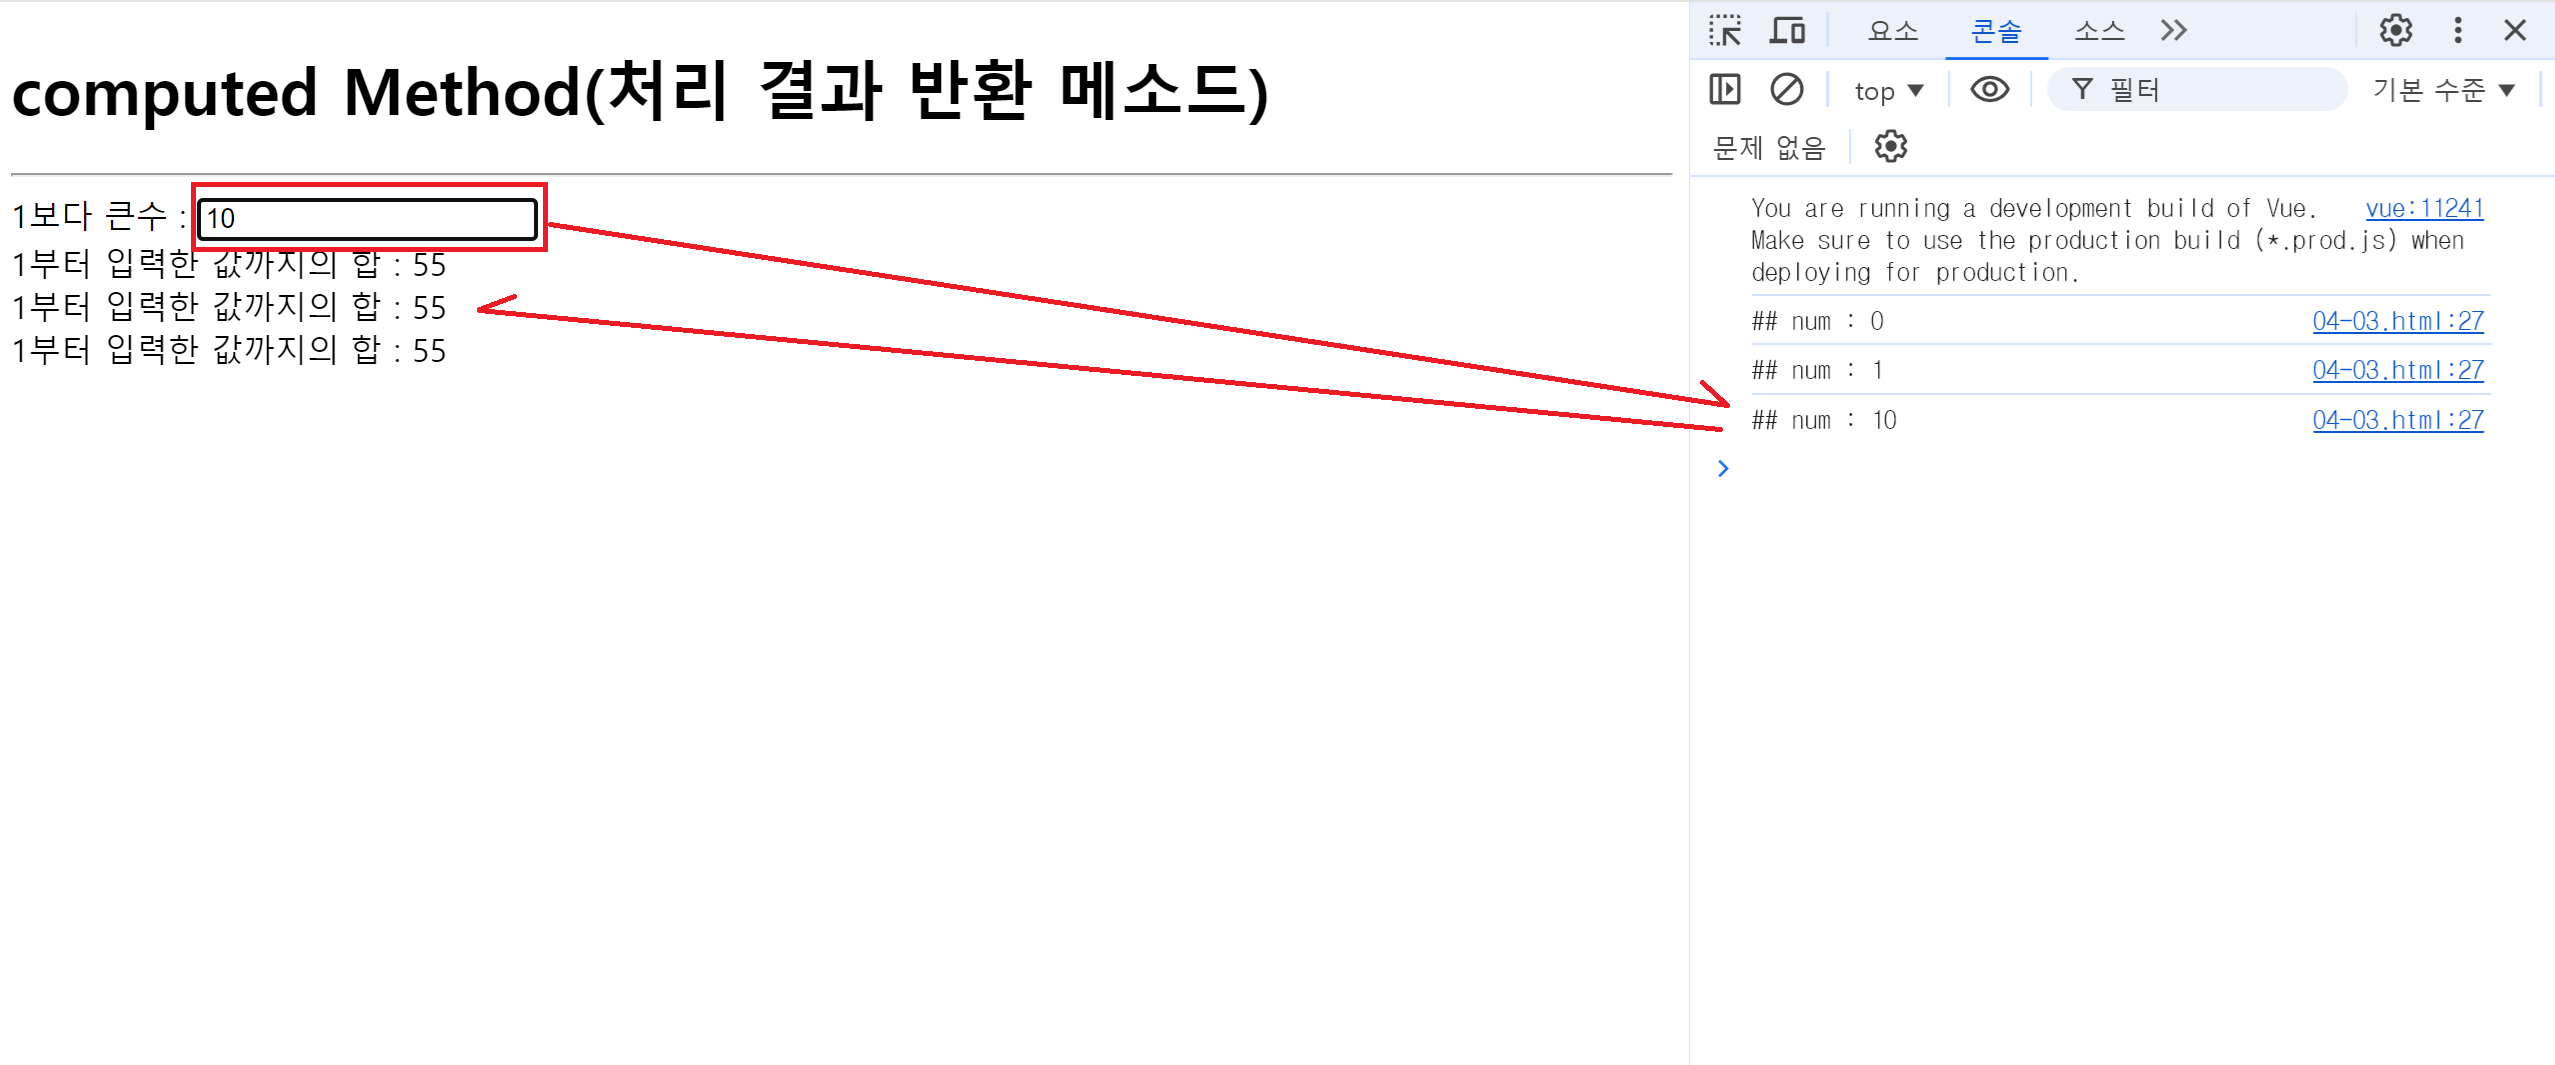 computed Method(처리 결과 반환 메소드)
1보다 큰수 : 10
1부터 입력한 값까지의 합 : 55
1부터 입력한 값까지의 합 : 55
1부터 입력한 값까지의 합 : 55
요소 콘솔 소스
top 필터 기본 수준
문제 없음
You are running a development build of Vue. vue:11241
Make sure to use the production build (*.prod.js) when
deploying for production.
## num : 0 04-03.html:27
## num : 1 04-03.html:27
## num : 10 04-03.html:27